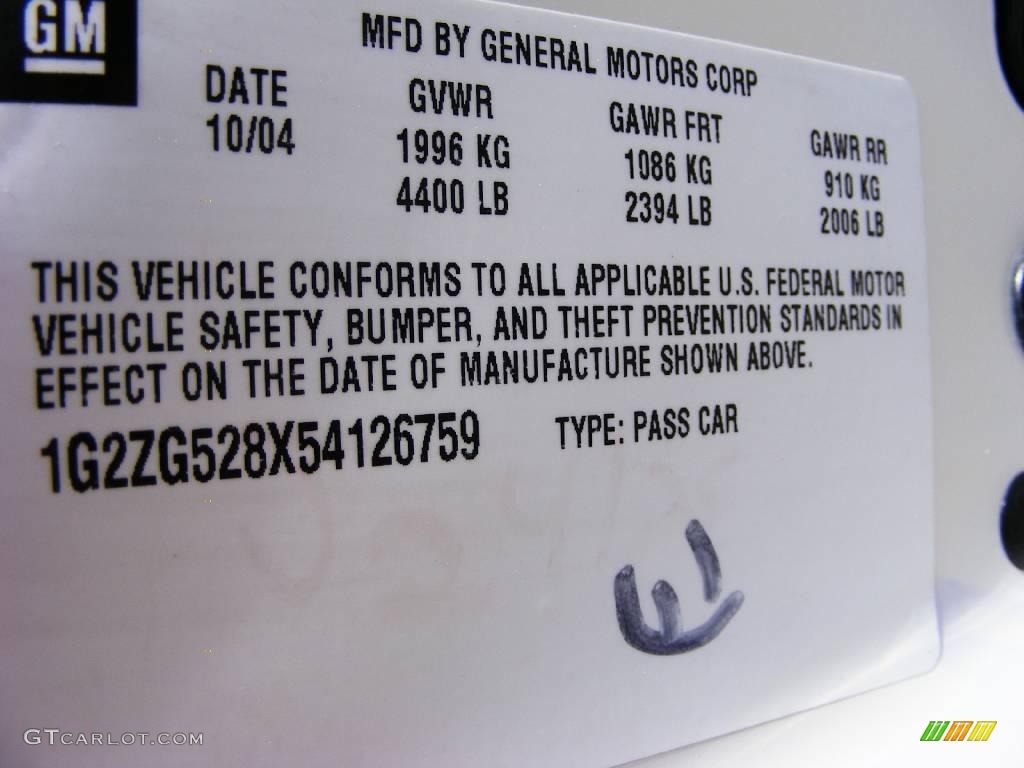 GM
MFD BY GENERAL MOTORS CORP
DATE GVWR GAWR FRT GAWR RR
10/04 1996 KG 1086 KG 910 KG
4400 LB 2394 LB 2006 LB
THIS VEHICLE CONFORMS TO ALL APPLICABLE U.S. FEDERAL MOTOR
VEHICLE SAFETY, BUMPER, AND THEFT PREVENTION STANDARDS IN
EFFECT ON THE DATE OF MANUFACTURE SHOWN ABOVE.
1G2ZG528X54126759 TYPE: PASS CAR
GTCARLOT.COM